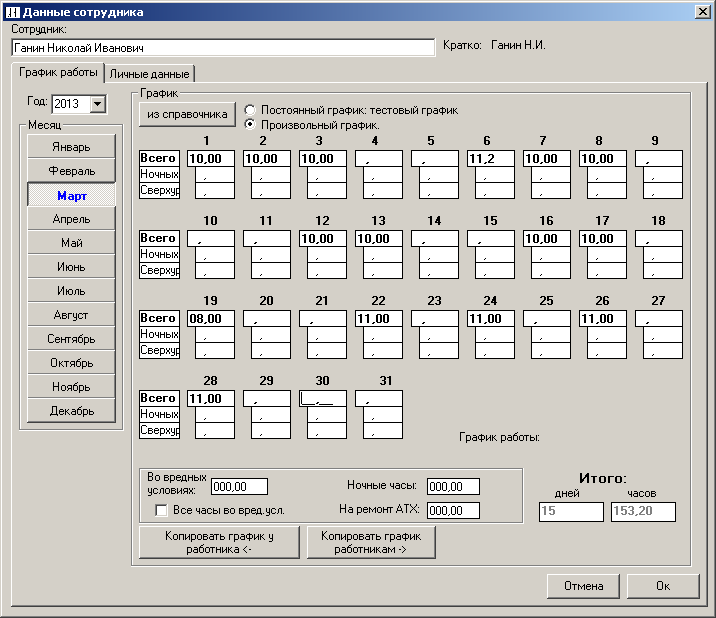 Данные сотрудника
Сотрудник:
Ганин Николай Иванович
Кратко: Ганин Н.И.
График работы
Личные данные
Год: 2013
Месяц
Январь
Февраль
Март
Апрель
Май
Июнь
Июль
Август
Сентябрь
Октябрь
Ноябрь
Декабрь
График
из справочника
Постоянный график: тестовый график
Произвольный график.
1 2 3 4 5 6 7 8 9
Всего 10,00 10,00 10,00 , , 11,2 10,00 10,00 ,
Ночных , , , , , , , , ,
Сверхур , , , , , , , , ,
10 11 12 13 14 15 16 17 18
Всего , , 10,00 10,00 , , 10,00 10,00 ,
Ночных , , , , , , , , ,
Сверхур , , , , , , , , ,
19 20 21 22 23 24 25 26 27
Всего 08,00 , , 11,00 , 11,00 , 11,00 ,
Ночных , , , , , , , , ,
Сверхур , , , , , , , , ,
28 29 30 31
Всего 11,00 , __,__ ,
Ночных , , , ,
Сверхур , , , ,
График работы:
Во вредных
условиях: 000,00
Все часы во вред.усл.
Ночные часы: 000,00
На ремонт АТХ: 000,00
Итого:
дней часов
15 153,20
Копировать график у
работника <-
Копировать график
работникам ->
Отмена
Ок